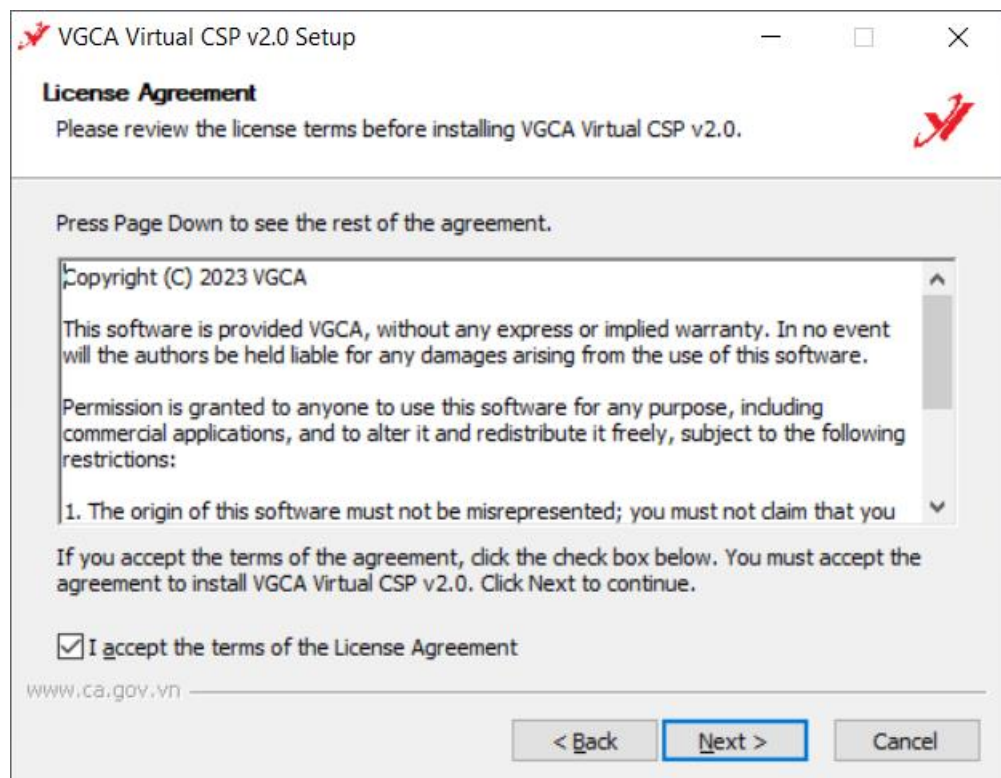 VGCA Virtual CSP v2.0 Setup
License Agreement
Please review the license terms before installing VGCA Virtual CSP v2.0.
Press Page Down to see the rest of the agreement.
Copyright (C) 2023 VGCA
This software is provided VGCA, without any express or implied warranty. In no event
will the authors be held liable for any damages arising from the use of this software.
Permission is granted to anyone to use this software for any purpose, including
commercial applications, and to alter it and redistribute it freely, subject to the following
restrictions:
1. The origin of this software must not be misrepresented; you must not claim that you
If you accept the terms of the agreement, click the check box below. You must accept the
agreement to install VGCA Virtual CSP v2.0. Click Next to continue.
I accept the terms of the License Agreement
www.ca.gov.vn
< Back Next > Cancel